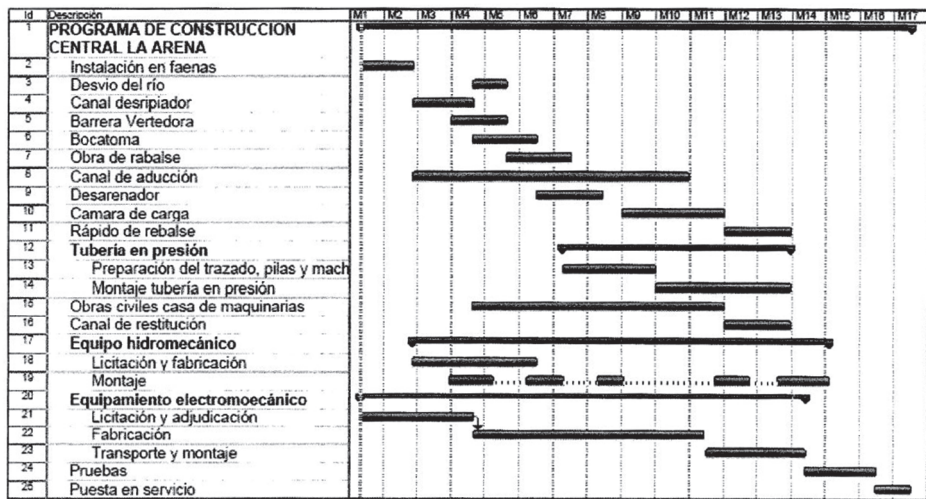 Id Descripción M1 M2 M3 M4 M5 M6 M7 M8 M9 M10 M11 M12 M13 M14 M15 M16 M17
1 PROGRAMA DE CONSTRUCCION
CENTRAL LA ARENA
2 Instalación en faenas
3 Desvio del río
4 Canal desripiador
5 Barrera Vertedora
6 Bocatoma
7 Obra de rabalse
8 Canal de aducción
9 Desarenador
10 Camara de carga
11 Rápido de rebalse
12 Tubería en presión
13 Preparación del trazado, pilas y mach
14 Montaje tubería en presión
15 Obras civiles casa de maquinarias
16 Canal de restitución
17 Equipo hidromecánico
18 Licitación y fabricación
19 Montaje
20 Equipamiento electromoecánico
21 Licitación y adjudicación
22 Fabricación
23 Transporte y montaje
24 Pruebas
25 Puesta en servicio